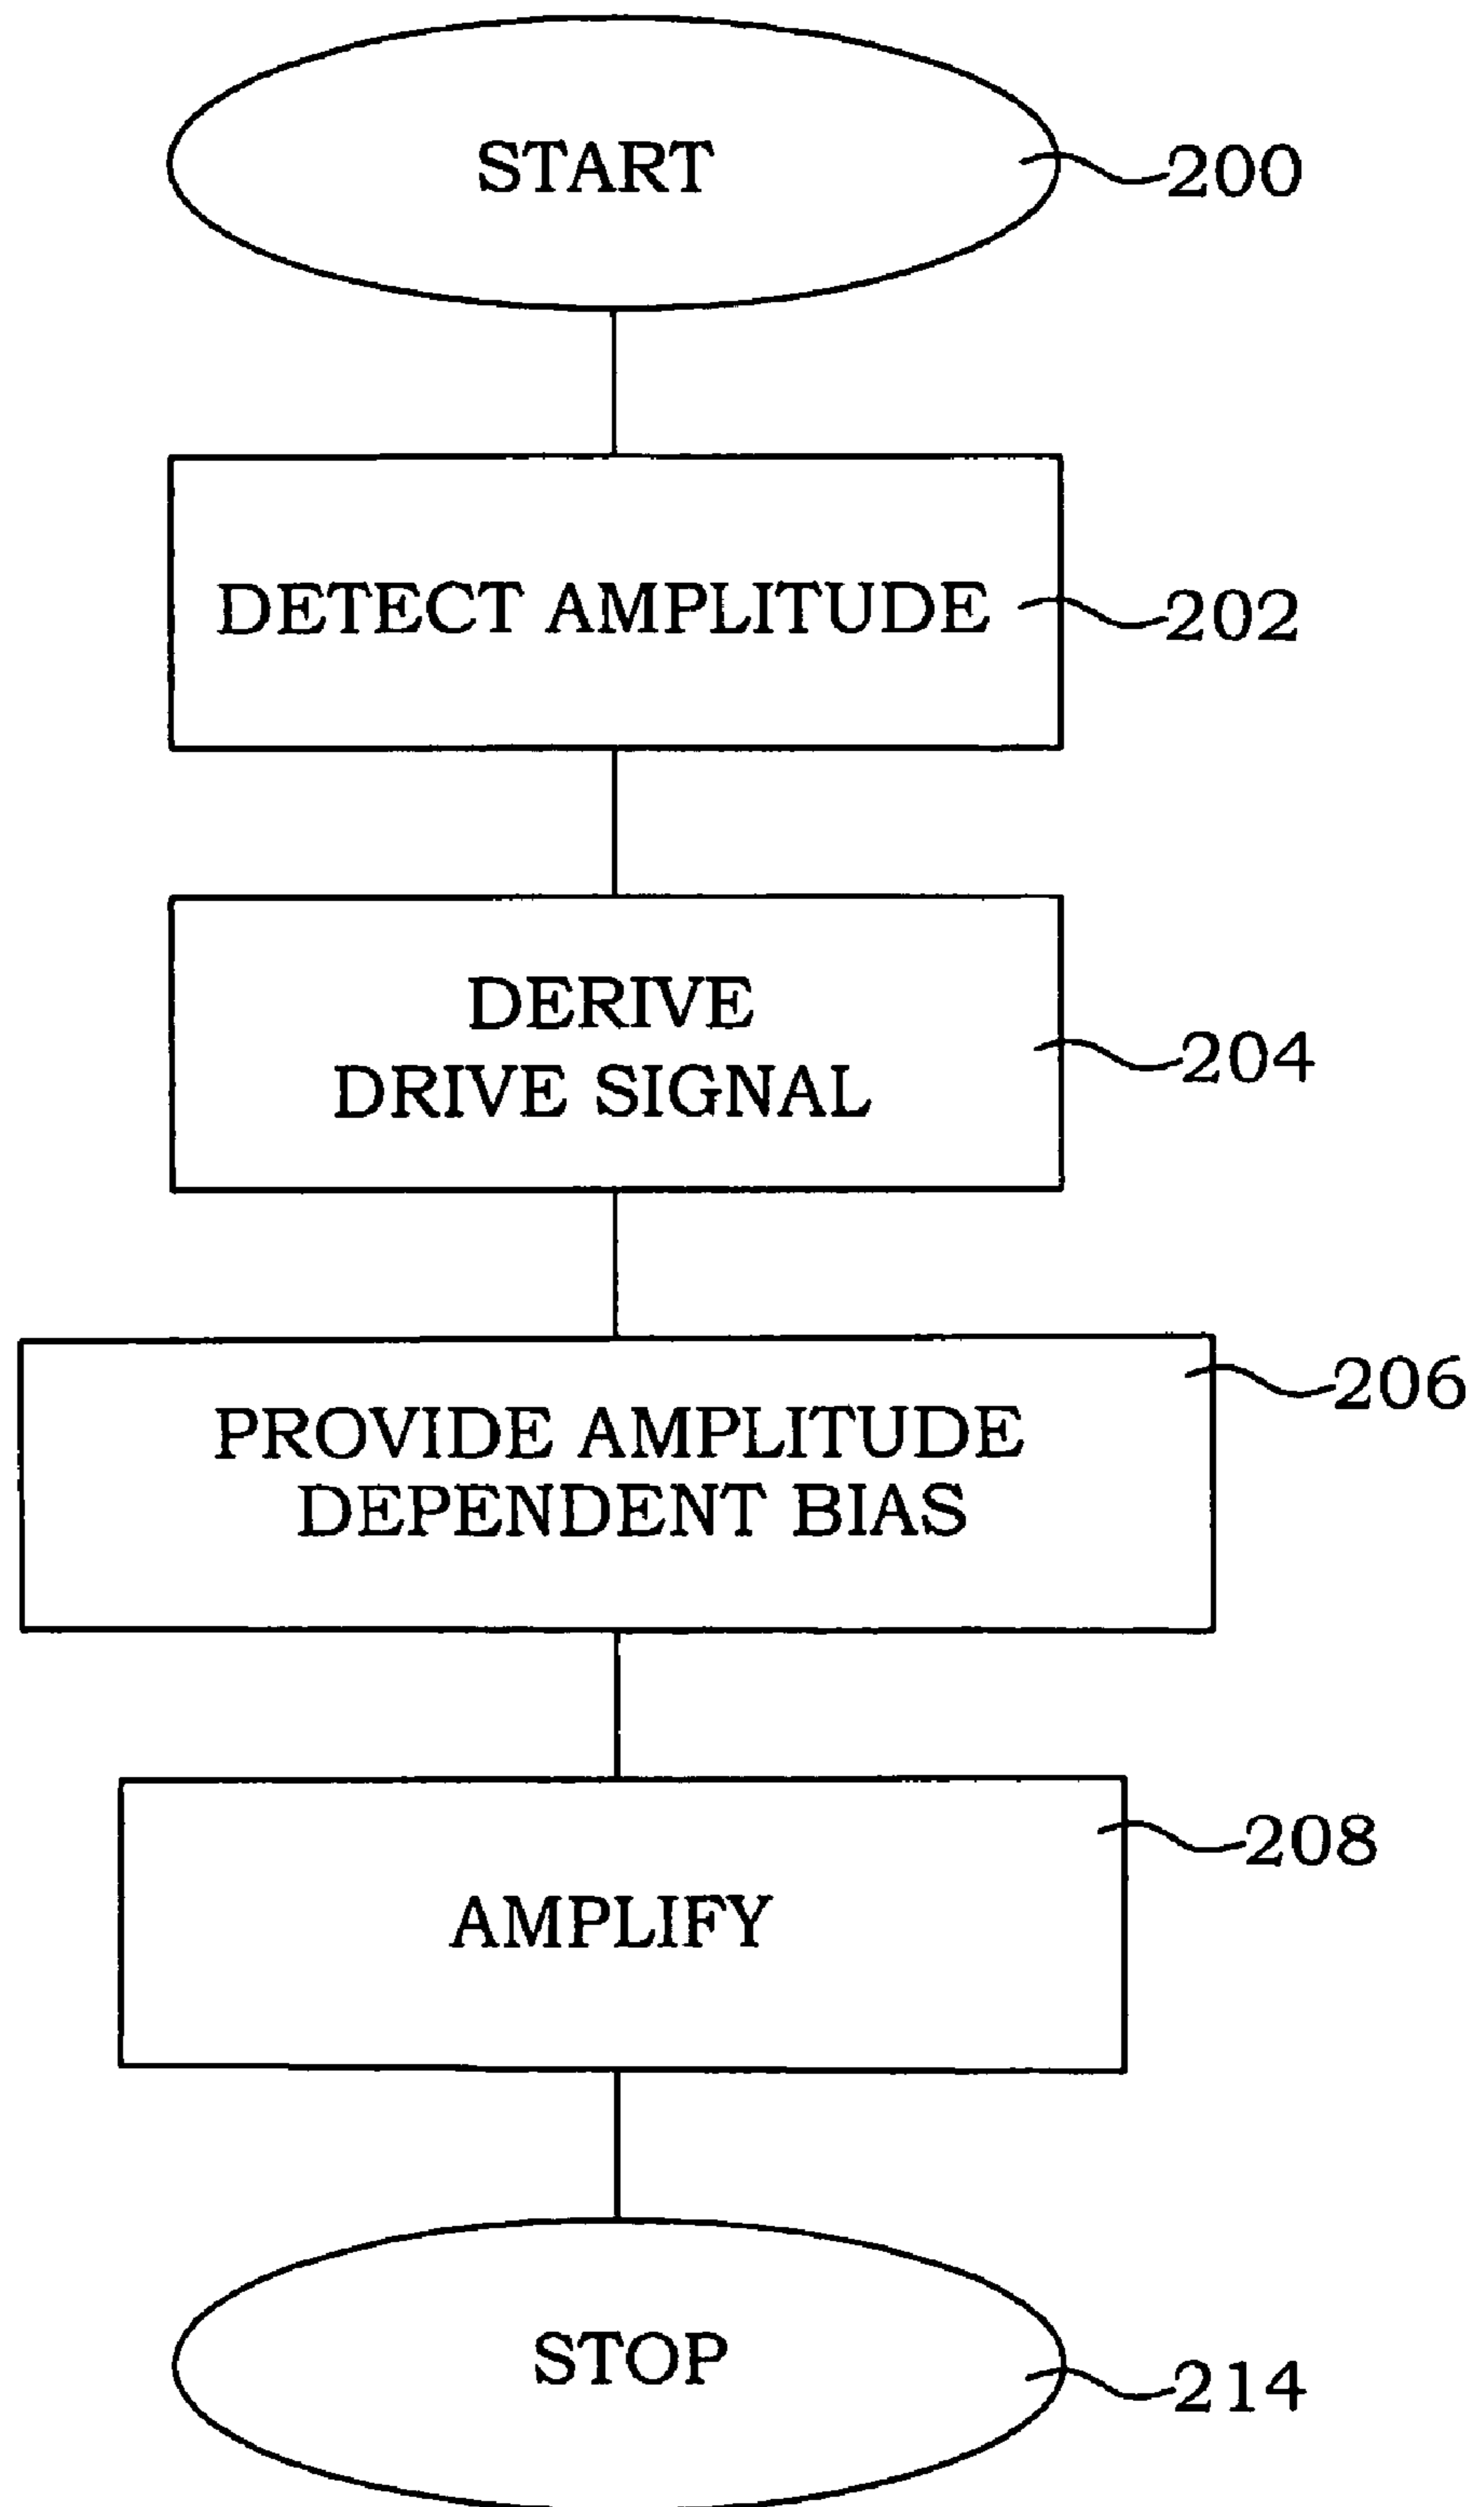 START
200
DETECT AMPLITUDE
202
DERIVE
DRIVE SIGNAL
204
206
PROVIDE AMPLITUDE
DEPENDENT BIAS
208
AMPLIFY
STOP
214